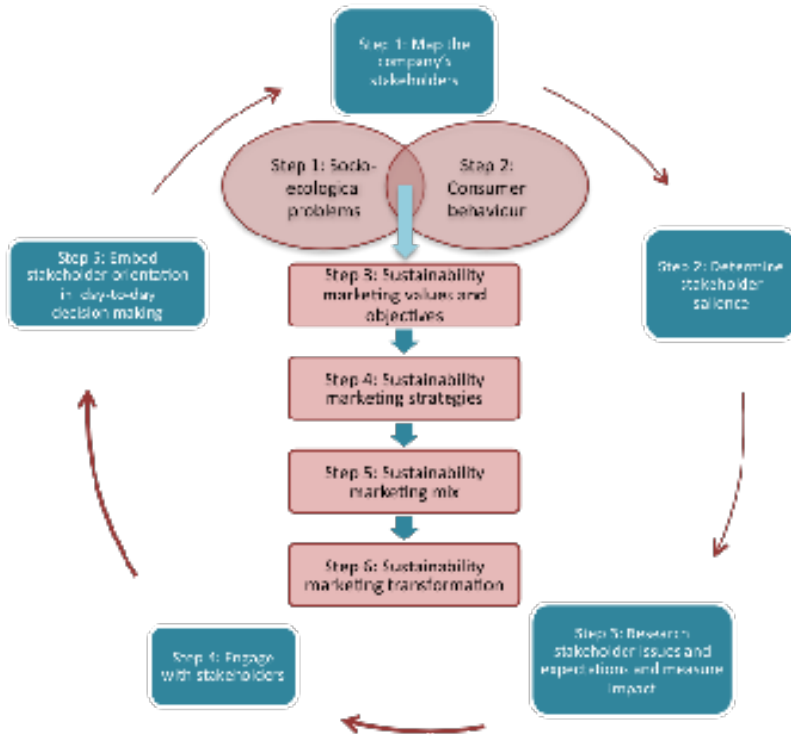 Step 1: Map the
company's
stakeholders
Step 1: Socio-
ecological
problems
Step 2:
Consumer
behaviour
Step 5: Embed
stakeholder orientation
in day-to-day
decision making
Step 2: Determine
stakeholder
salience
Step 3: Sustainability
marketing values and
objectives
Step 4: Sustainability
marketing strategies
Step 5: Sustainability
marketing mix
Step 6: Sustainability
marketing transformation
Step 4: Engage
with stakeholders
Step 3: Research
stakeholder issues and
expectations and measure
impact